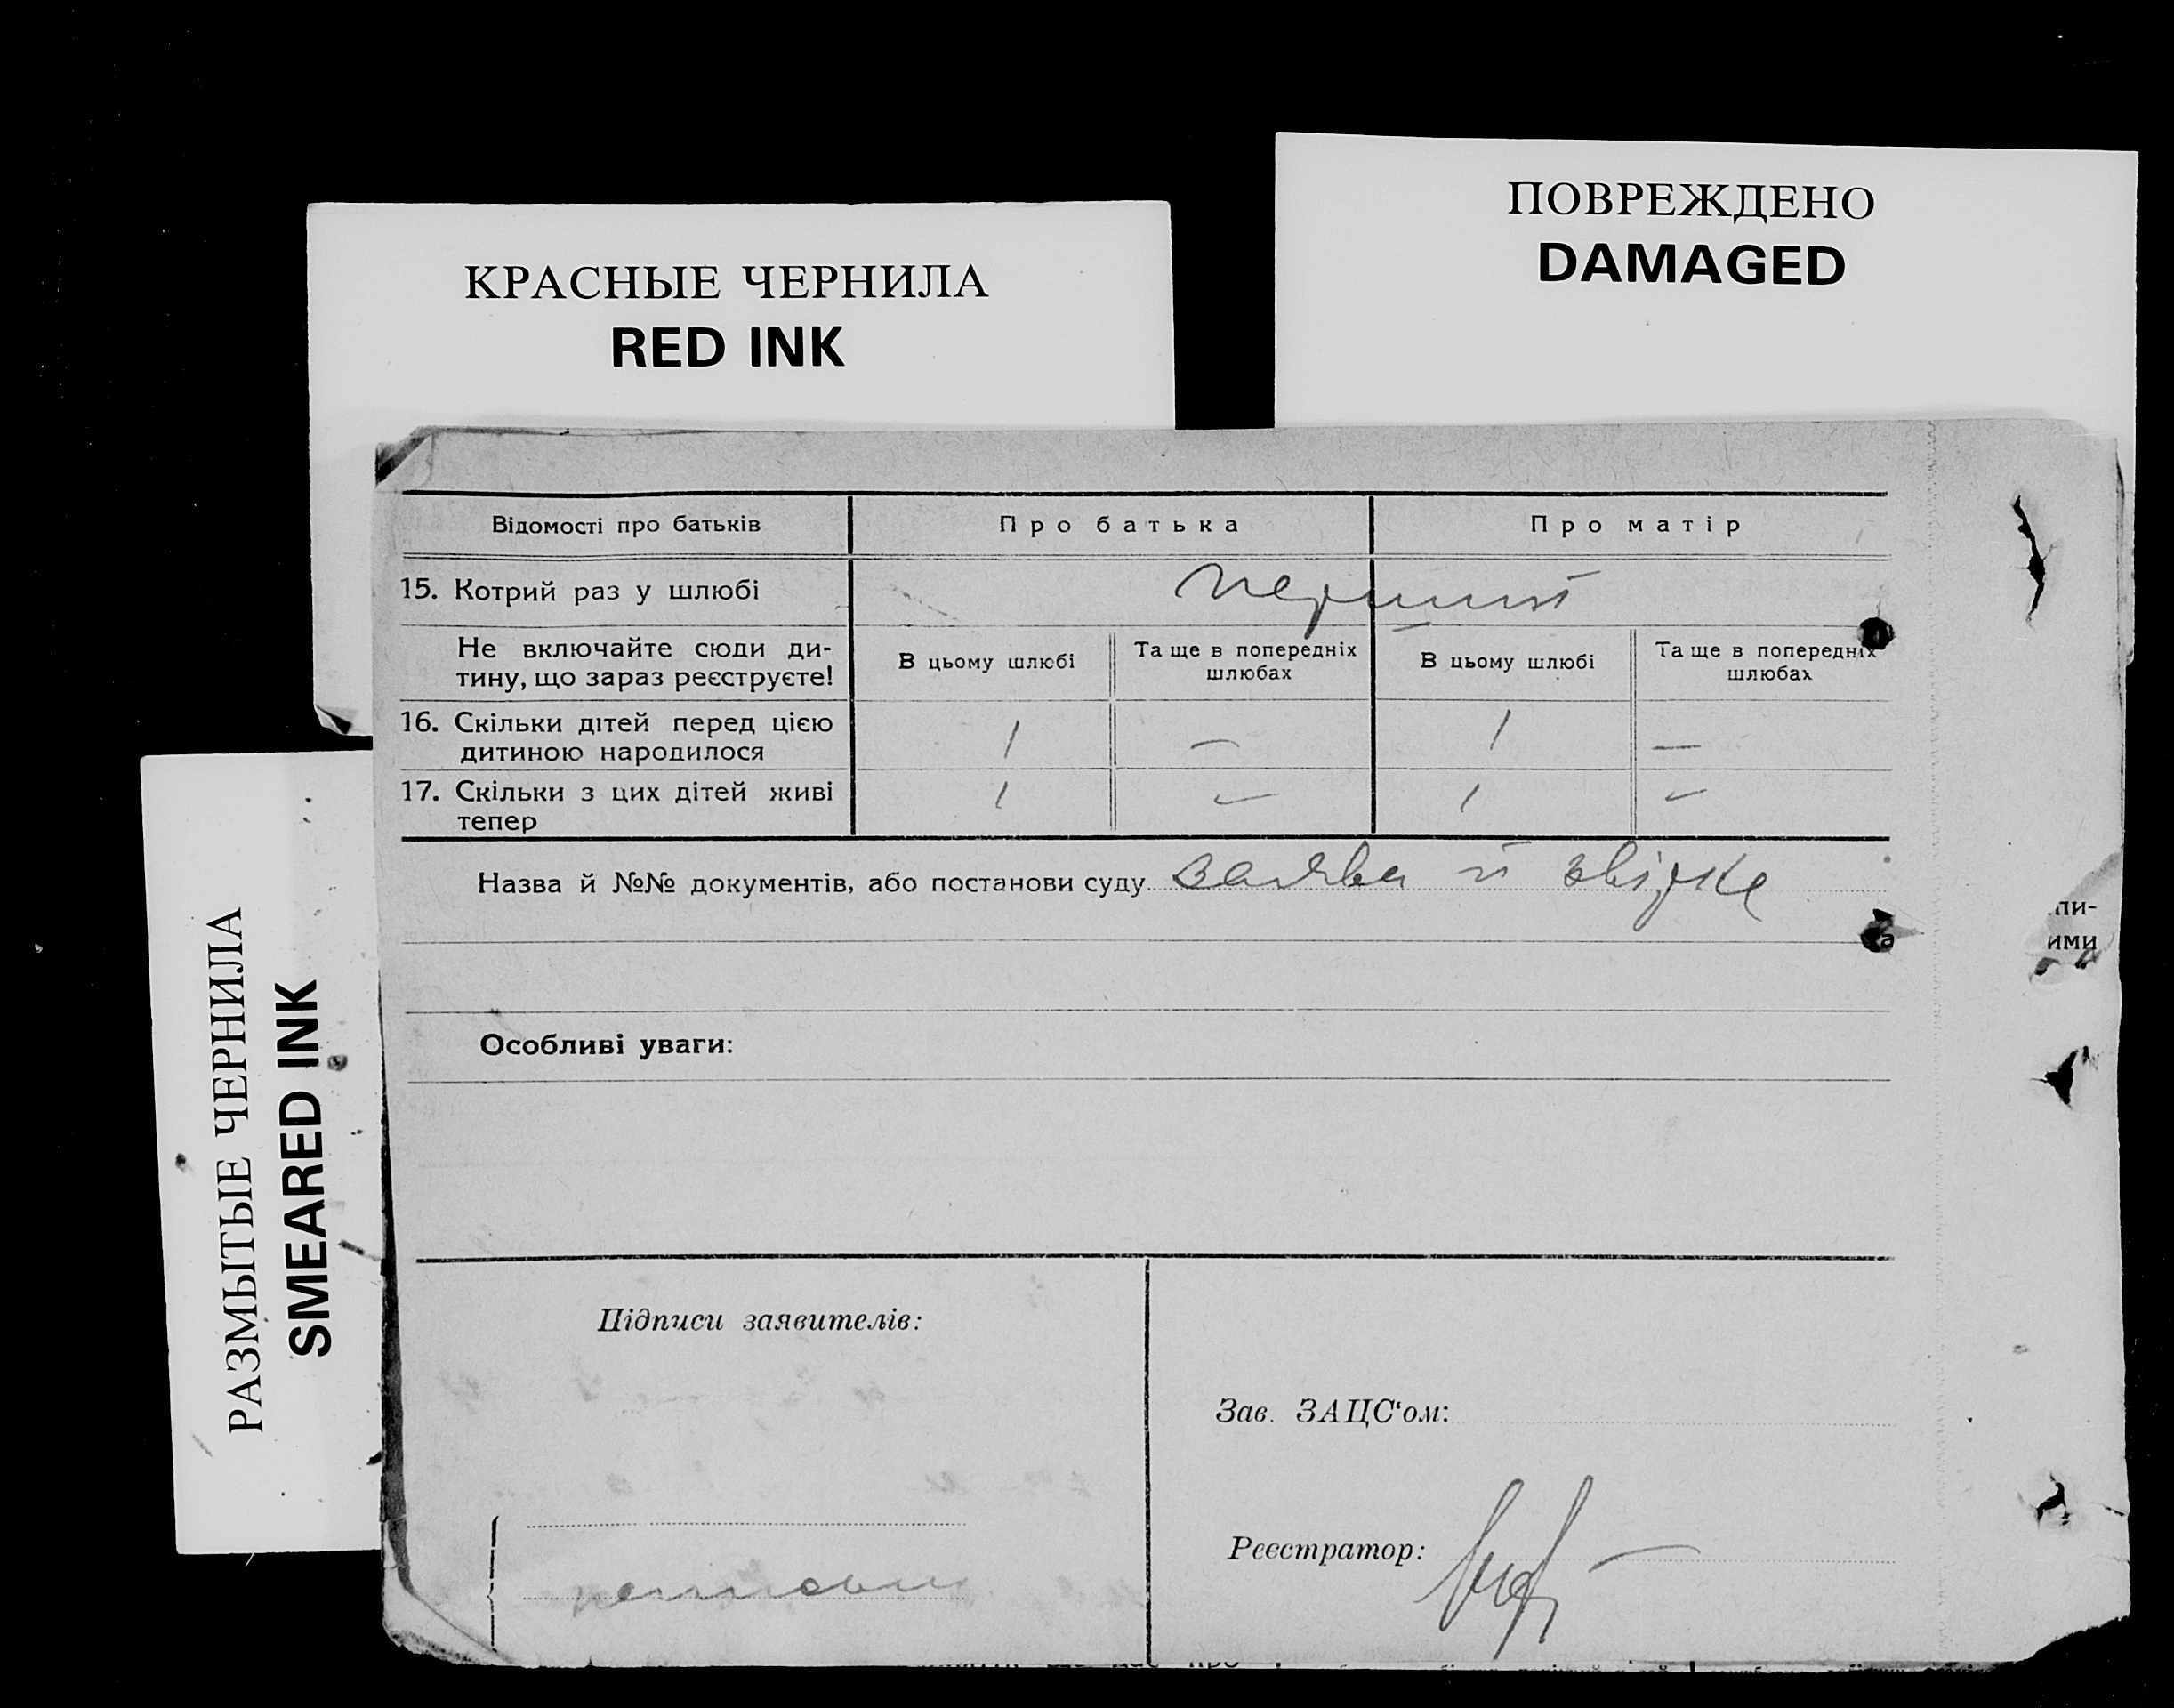 ПОВРЕЖДЕНО
DAMAGED
КРАСНЫЕ ЧЕРНИЛА
RED INK
РАЗМЫТЫЕ ЧЕРНИЛА
SMEARED INK
Відомості про батьків Про батька Про матір
15. Котрий раз у шлюбі перший
Не включайте сюди ди-
тину, що зараз реєструєте!
В цьому шлюбі
Та ще в попередніх
шлюбах
В цьому шлюбі
Та ще в попередніх
шлюбах
16. Скільки дітей перед цією
дитиною народилося
1 — 1 —
17. Скільки з цих дітей живі
тепер
1 — 1 —
Назва й №№ документів, або постанови суду заява й звідка
пи-
ими
Особливі уваги:
Підписи заявителів:
Зав. ЗАЦС‘ом:
Реєстратор: